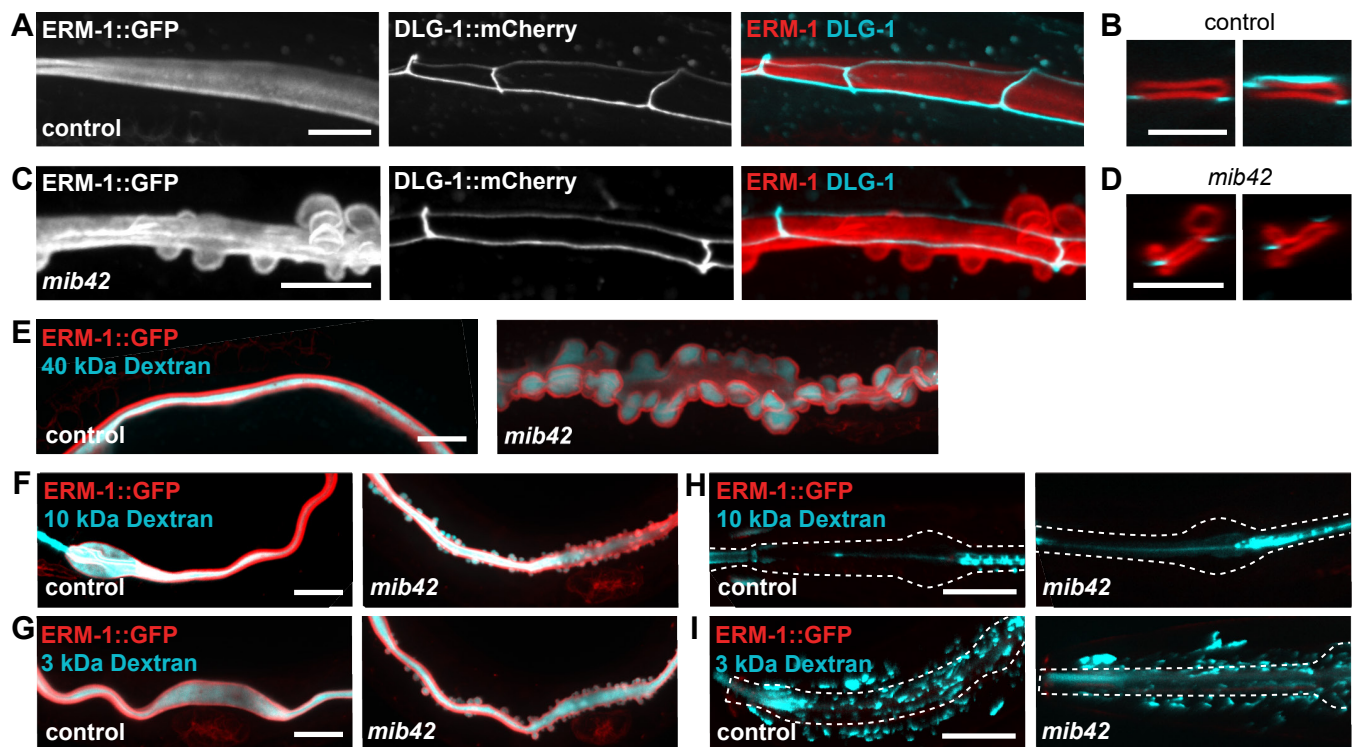 A
ERM-1::GFP
control
DLG-1::mCherry
ERM-1 DLG-1
B
control
C
ERM-1::GFP
mib42
DLG-1::mCherry
ERM-1 DLG-1
D
mib42
E
ERM-1::GFP
40 kDa Dextran
control
mib42
F
ERM-1::GFP
10 kDa Dextran
control
mib42
G
ERM-1::GFP
3 kDa Dextran
control
mib42
H
ERM-1::GFP
10 kDa Dextran
control
mib42
I
ERM-1::GFP
3 kDa Dextran
control
mib42